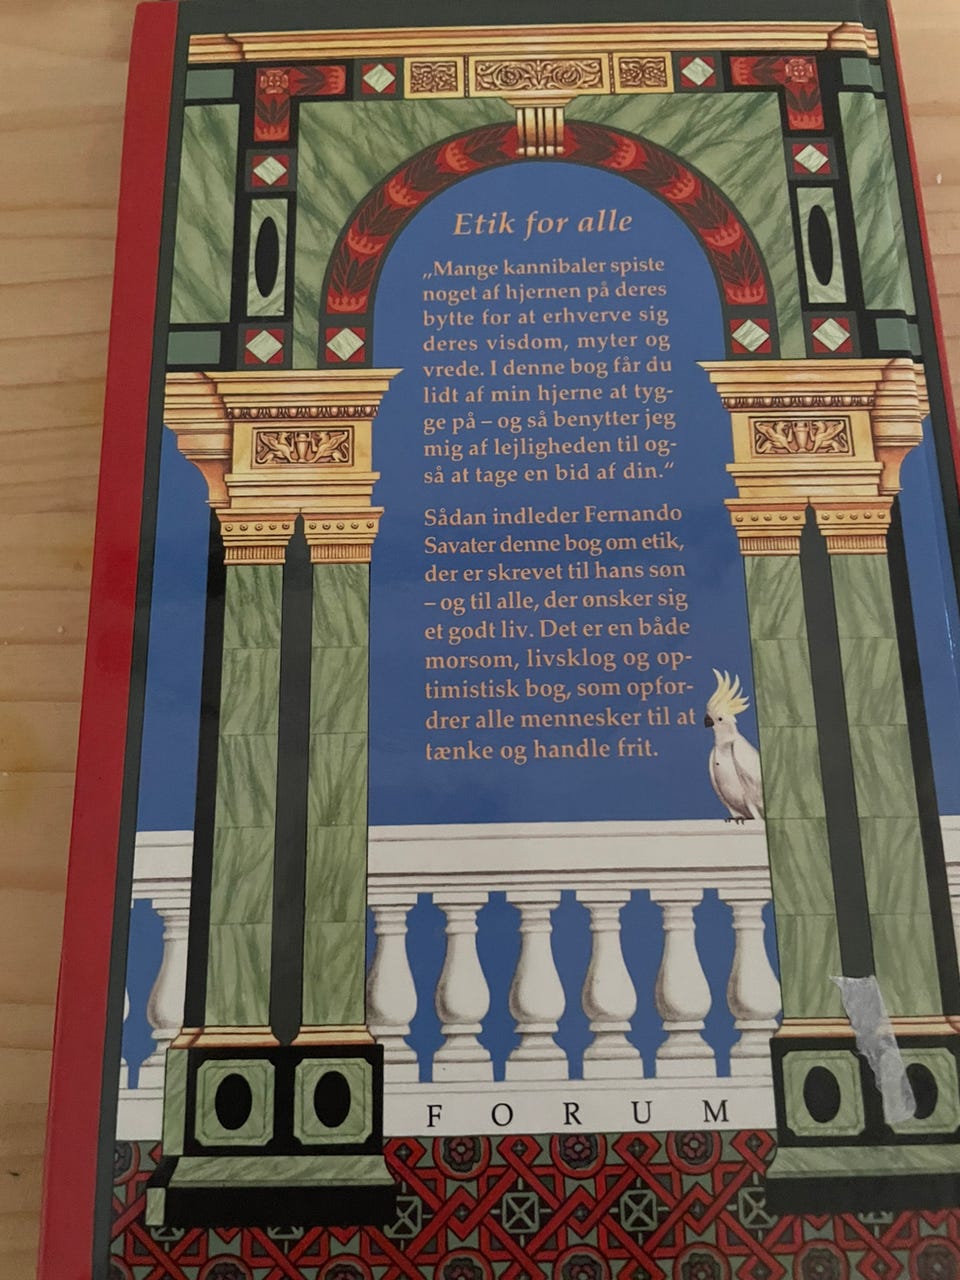 Etik for alle
„Mange kannibaler spiste
noget af hjernen på deres
bytte for at erhverve sig
deres visdom, myter og
vrede. I denne bog får du
lidt af min hjerne at tyg-
ge på – og så benytter jeg
mig af lejligheden til og-
så at tage en bid af din.“
Sådan indleder Fernando
Savater denne bog om etik,
der er skrevet til hans søn
– og til alle, der ønsker sig
et godt liv. Det er en både
morsom, livsklog og op-
timistisk bog, som opfor-
drer alle mennesker til at
tænke og handle frit.
FORUM